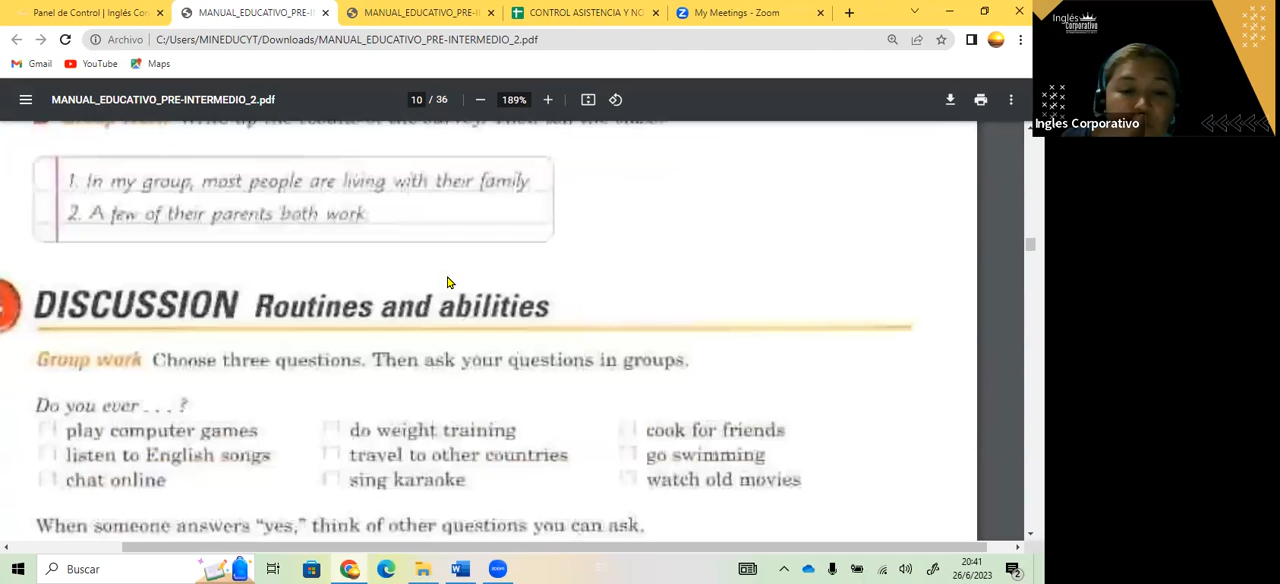 Panel de Control | Inglés Cor
MANUAL_EDUCATIVO_PRE-I
MANUAL_EDUCATIVO_PRE-I
CONTROL ASISTENCIA Y NO
My Meetings - Zoom
Archivo C:/Users/MINEDUCYT/Downloads/MANUAL_EDUCATIVO_PRE-INTERMEDIO_2.pdf
Gmail YouTube Maps
MANUAL_EDUCATIVO_PRE-INTERMEDIO_2.pdf 10 / 36 189%
1. In my group, most people are living with their family
2. A few of their parents both work
DISCUSSION Routines and abilities
Group work Choose three questions. Then ask your questions in groups.
Do you ever . . . ?
play computer games do weight training cook for friends
listen to English songs travel to other countries go swimming
chat online sing karaoke watch old movies
When someone answers "yes," think of other questions you can ask.
Inglés
Corporativo
Ingles Corporativo
Buscar
20:41
26/6/2023
2